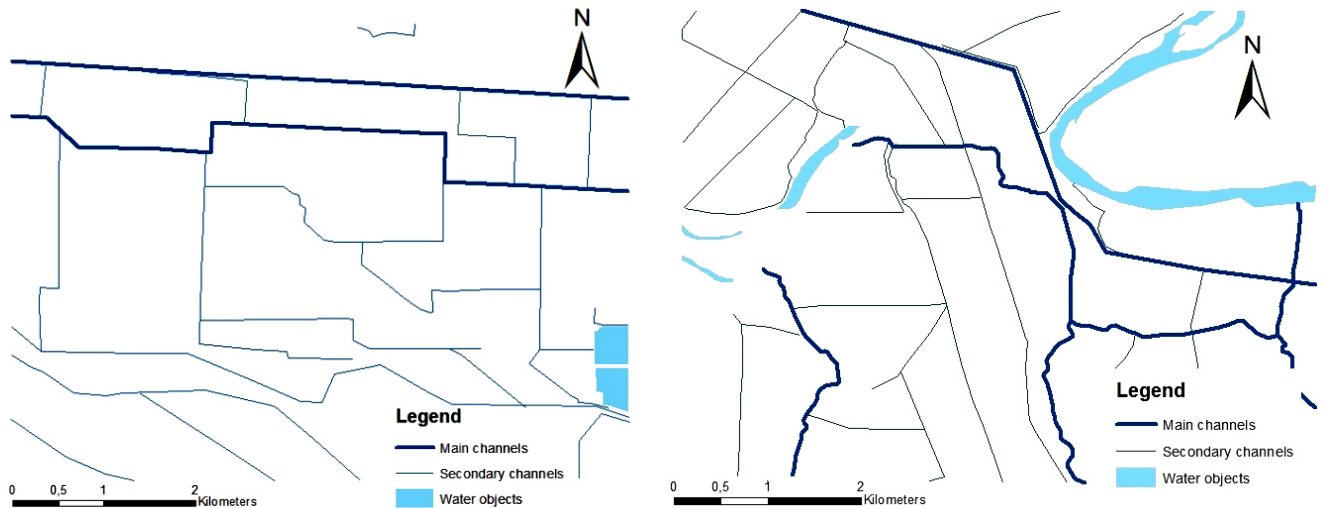 N
Legend
Main channels
Secondary channels
Water objects
0 0,5 1 2
Kilometers
N
Legend
Main channels
Secondary channels
Water objects
0 0,5 1 2
Kilometers